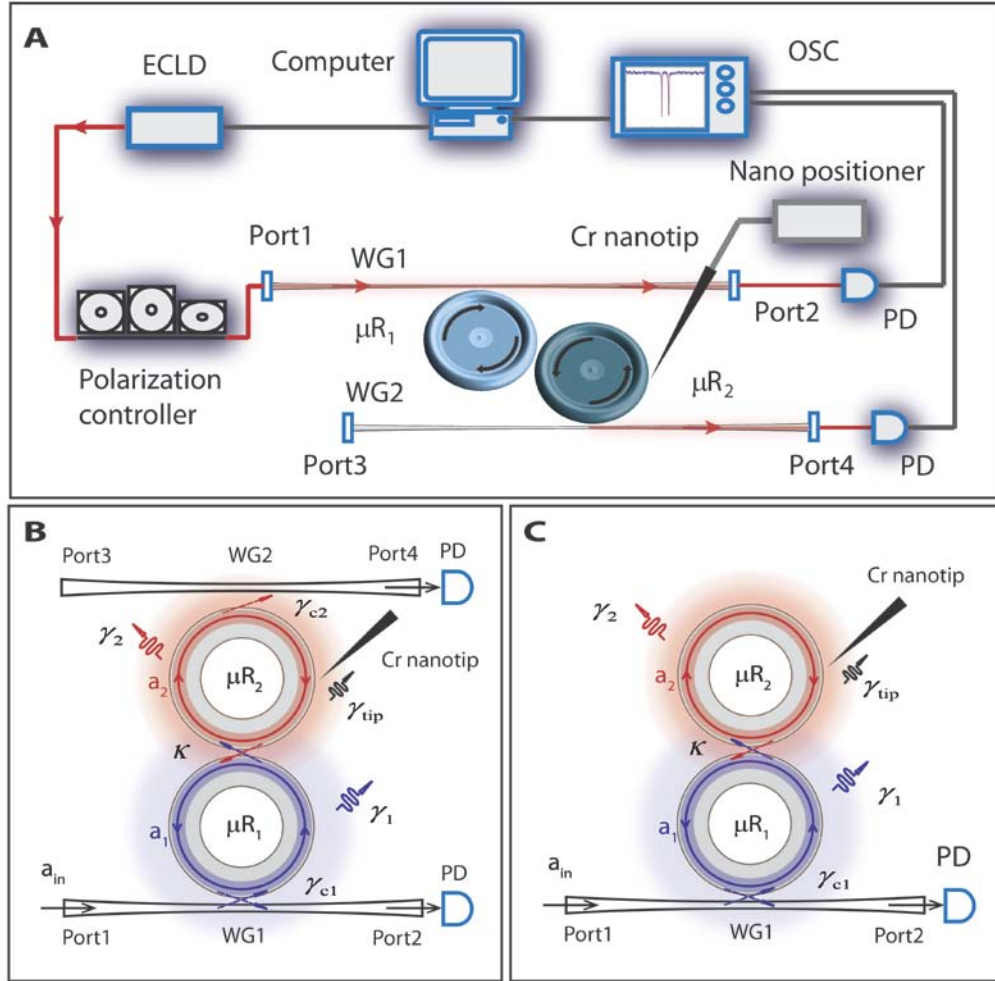 A
ECLD
Computer
OSC
Nano positioner
Port1
WG1
Cr nanotip
Port2
PD
μR₁
Polarization
controller
WG2
μR₂
Port3
Port4
PD
B
Port3
WG2
Port4
PD
γc2
γ2
Cr nanotip
a2
μR₂
γtip
κ
γ1
a1
μR₁
ain
γc1
PD
Port1
WG1
Port2
C
Cr nanotip
γ2
a2
μR₂
γtip
κ
γ1
a1
μR₁
PD
ain
γc1
Port1
WG1
Port2